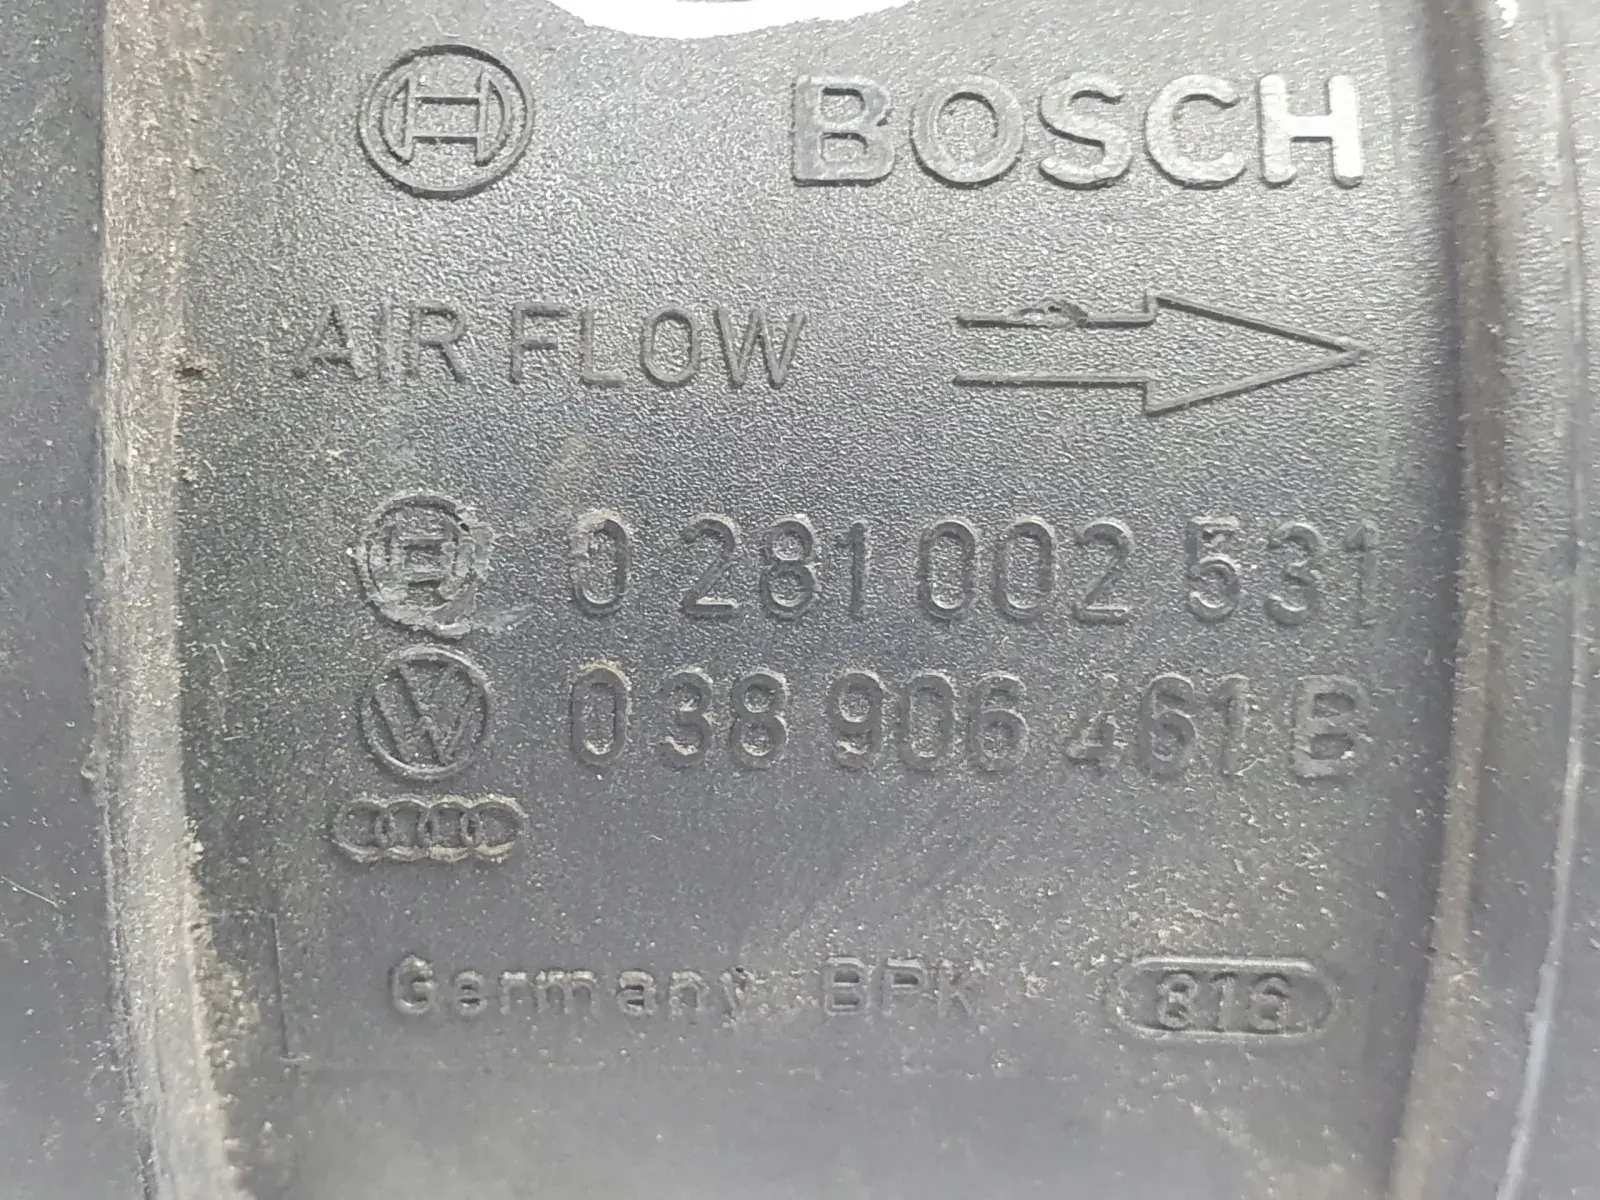 BOSCH
AIR FLOW
0 281 002 531
038 906 461 B
Germany BPK 816